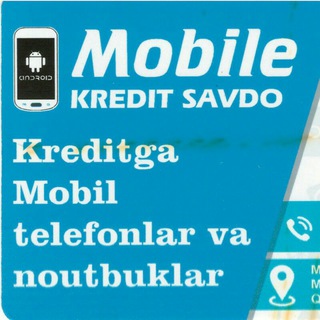 Mobile
KREDIT SAVDO
ANDROID
Kreditga
Mobil
telefonlar va
noutbuklar
M
M
Q